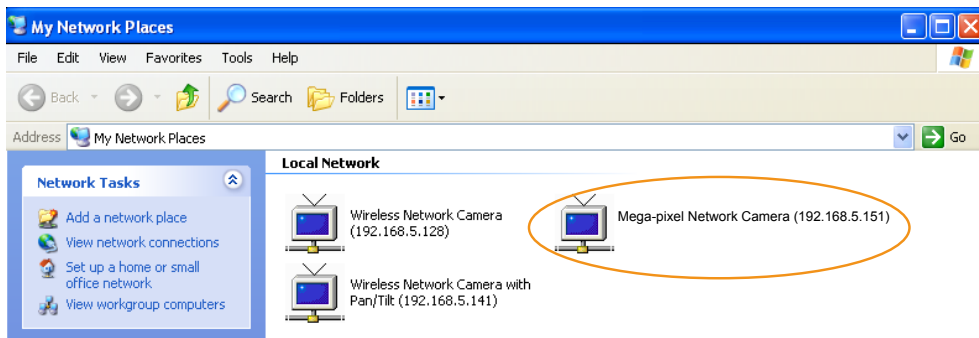 My Network Places
File Edit View Favorites Tools Help
Back Search Folders
Address My Network Places Go
Network Tasks
Add a network place
View network connections
Set up a home or small
office network
View workgroup computers
Local Network
Wireless Network Camera
(192.168.5.128)
Mega-pixel Network Camera (192.168.5.151)
Wireless Network Camera with
Pan/Tilt (192.168.5.141)